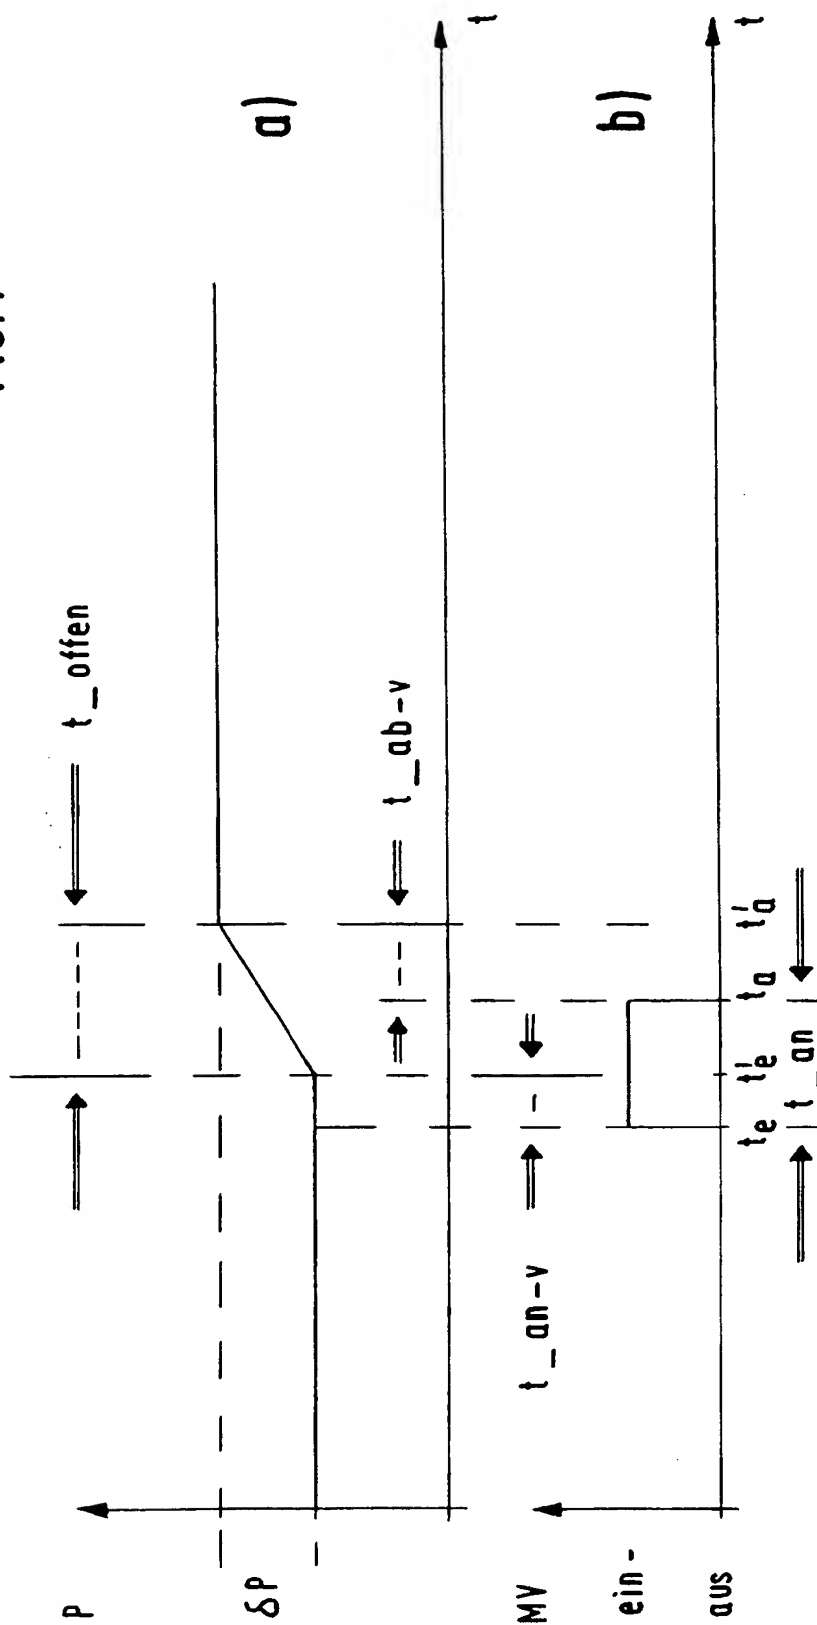 P
t_offen
δP
a)
t_ab-v
t
MV
t_an-v
ein-
b)
aus
te
t'e
ta
t'a
t
t_an